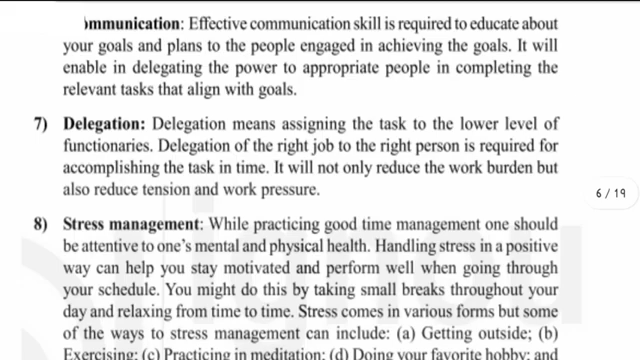 ommunication: Effective communication skill is required to educate about
your goals and plans to the people engaged in achieving the goals. It will
enable in delegating the power to appropriate people in completing the
relevant tasks that align with goals.
7) Delegation: Delegation means assigning the task to the lower level of
functionaries. Delegation of the right job to the right person is required for
accomplishing the task in time. It will not only reduce the work burden but
also reduce tension and work pressure.
6 / 19
8) Stress management: While practicing good time management one should
be attentive to one's mental and physical health. Handling stress in a positive
way can help you stay motivated and perform well when going through
your schedule. You might do this by taking small breaks throughout your
day and relaxing from time to time. Stress comes in various forms but some
of the ways to stress management can include: (a) Getting outside; (b)
Exercising; (c) Practicing in meditation; (d) Doing your favorite hobby; and